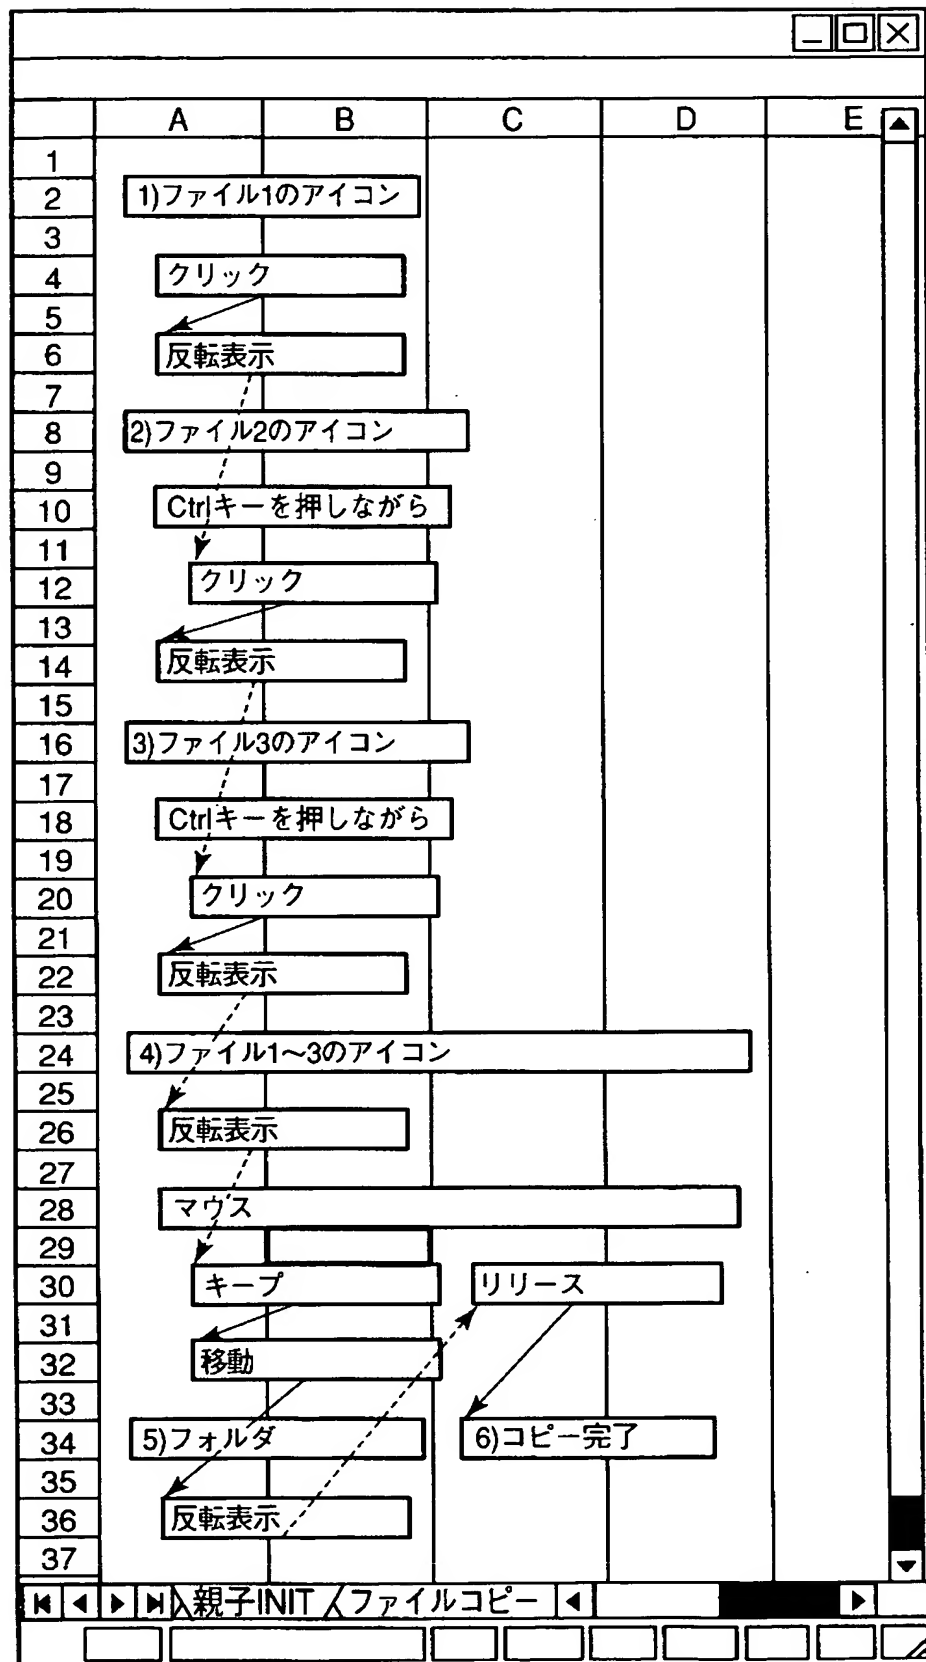 A B C D E
1
2 1)ファイル1のアイコン
3
4 クリック
5
6 反転表示
7
8 2)ファイル2のアイコン
9
10 Ctrlキーを押しながら
11
12 クリック
13
14 反転表示
15
16 3)ファイル3のアイコン
17
18 Ctrlキーを押しながら
19
20 クリック
21
22 反転表示
23
24 4)ファイル1〜3のアイコン
25
26 反転表示
27
28 マウス
29
30 キープ リリース
31
32 移動
33
34 5)フォルダ 6)コピー完了
35
36 反転表示
37
親子INIT ファイルコピー